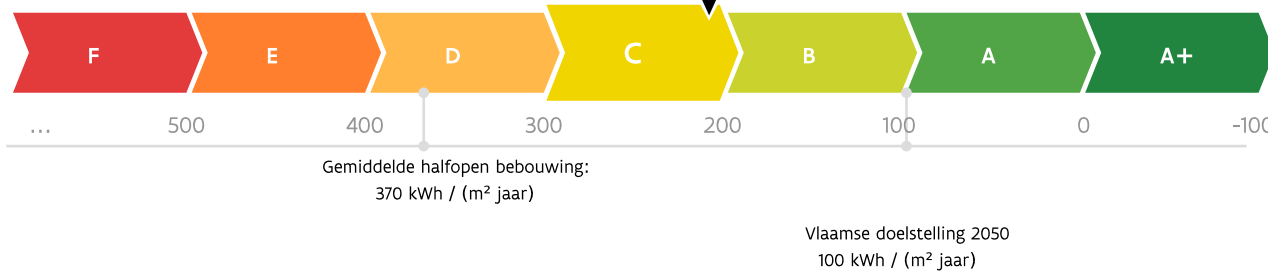 F E D C B A A+
... 500 400 300 200 100 0 -100
Gemiddelde halfopen bebouwing:
370 kWh / (m² jaar)
Vlaamse doelstelling 2050
100 kWh / (m² jaar)